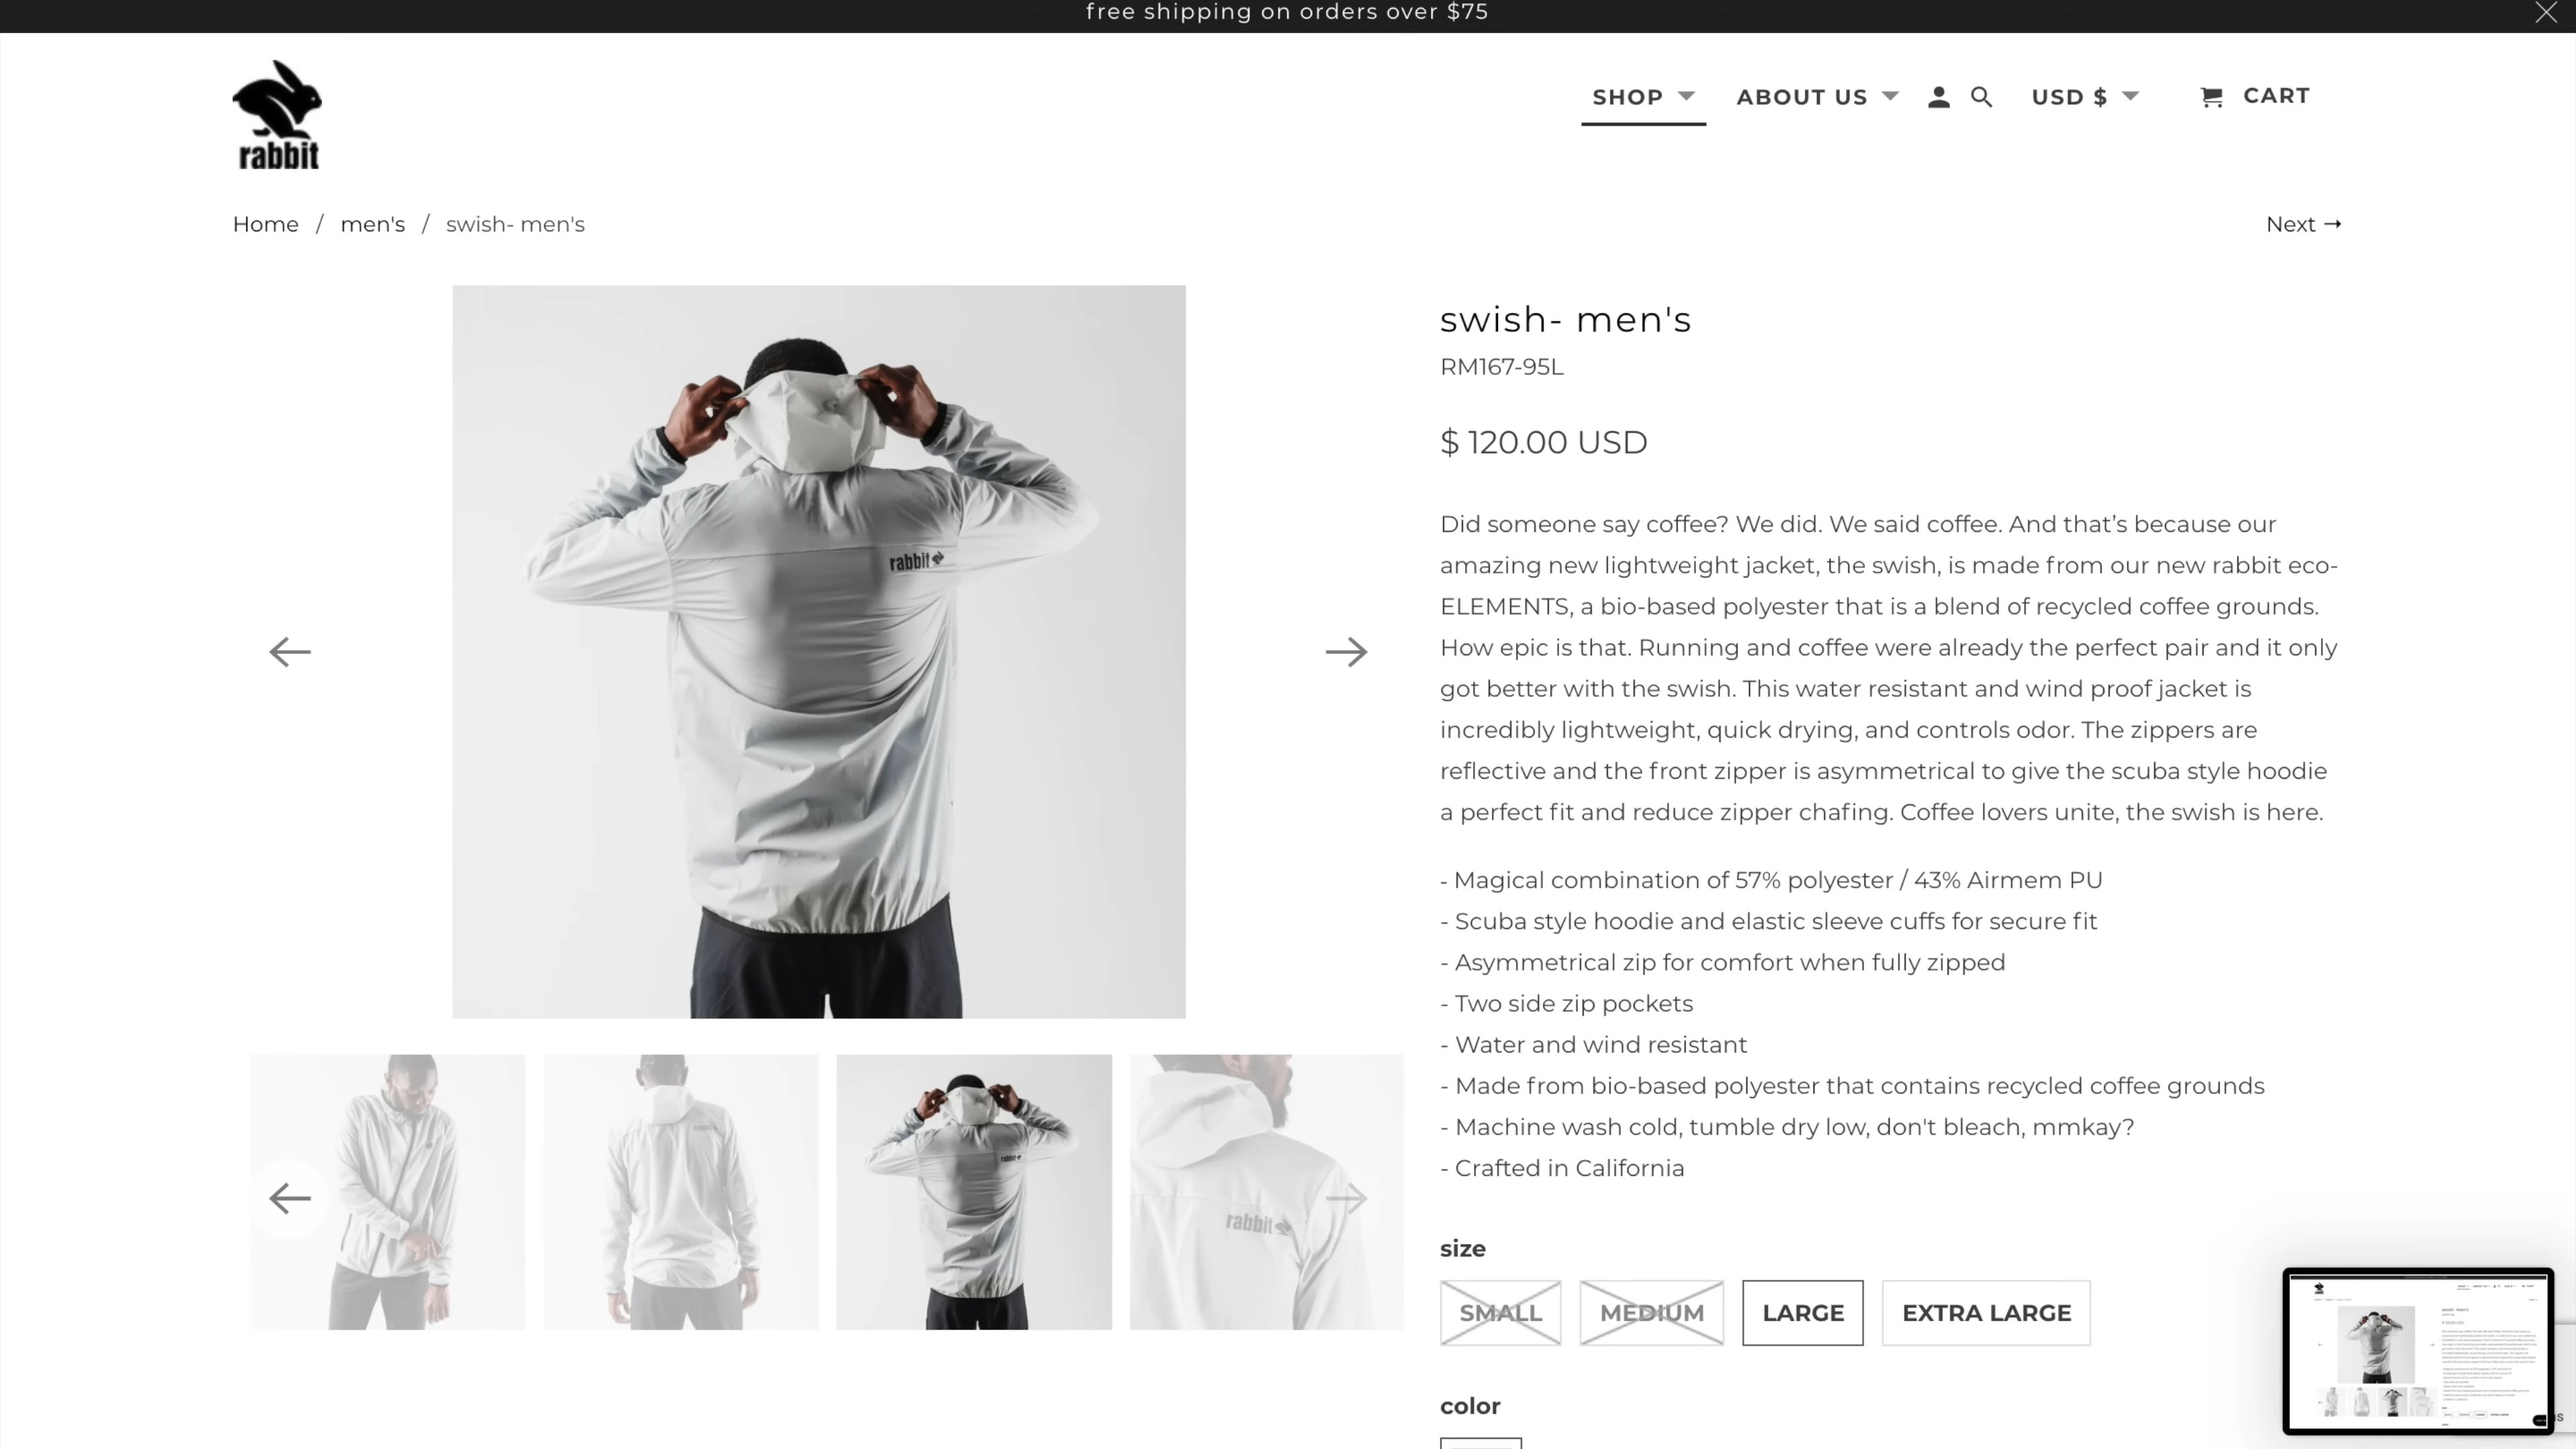 free shipping on orders over $75
rabbit
SHOP
ABOUT US
USD $
CART
Home / men's / swish- men's
Next →
swish- men's
RM167-95L
$ 120.00 USD
Did someone say coffee? We did. We said coffee. And that’s because our
amazing new lightweight jacket, the swish, is made from our new rabbit eco-
ELEMENTS, a bio-based polyester that is a blend of recycled coffee grounds.
How epic is that. Running and coffee were already the perfect pair and it only
got better with the swish. This water resistant and wind proof jacket is
incredibly lightweight, quick drying, and controls odor. The zippers are
reflective and the front zipper is asymmetrical to give the scuba style hoodie
a perfect fit and reduce zipper chafing. Coffee lovers unite, the swish is here.
- Magical combination of 57% polyester / 43% Airmem PU
- Scuba style hoodie and elastic sleeve cuffs for secure fit
- Asymmetrical zip for comfort when fully zipped
- Two side zip pockets
- Water and wind resistant
- Made from bio-based polyester that contains recycled coffee grounds
- Machine wash cold, tumble dry low, don't bleach, mmkay?
- Crafted in California
size
SMALL
MEDIUM
LARGE
EXTRA LARGE
color
rabbit
rabbit
rabbit
rabbit